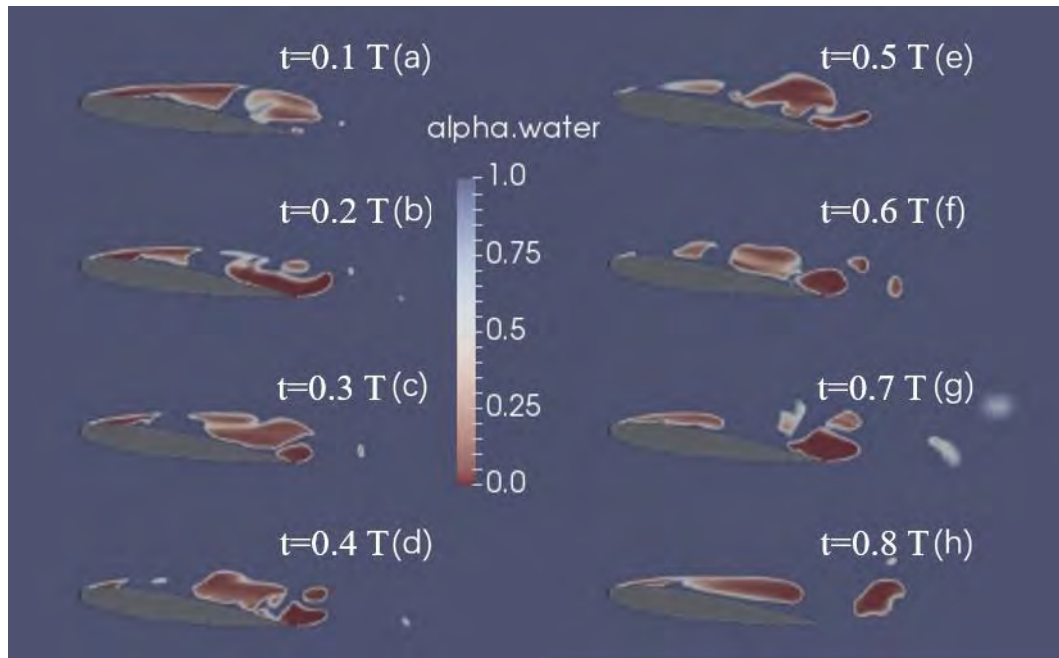 t=0.1 T (a)
t=0.2 T (b)
t=0.3 T (c)
t=0.4 T (d)
alpha.water
1.0
0.75
0.5
0.25
0.0
t=0.5 T (e)
t=0.6 T (f)
t=0.7 T (g)
t=0.8 T (h)